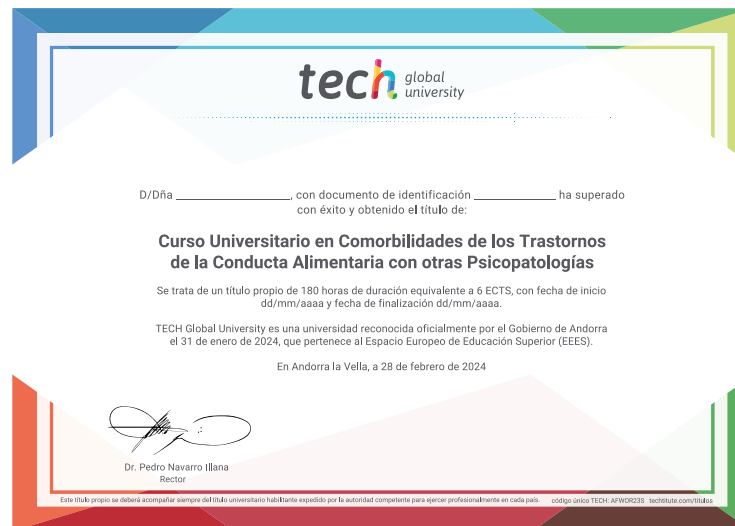 tech global university
D/Dña ____________________, con documento de identificación ______________ ha superado
con éxito y obtenido el título de:
Curso Universitario en Comorbilidades de los Trastornos
de la Conducta Alimentaria con otras Psicopatologías
Se trata de un título propio de 180 horas de duración equivalente a 6 ECTS, con fecha de inicio
dd/mm/aaaa y fecha de finalización dd/mm/aaaa.
TECH Global University es una universidad reconocida oficialmente por el Gobierno de Andorra
el 31 de enero de 2024, que pertenece al Espacio Europeo de Educación Superior (EEES).
En Andorra la Vella, a 28 de febrero de 2024
Dr. Pedro Navarro Illana
Rector
Este título propio se deberá acompañar siempre del título universitario habilitante expedido por la autoridad competente para ejercer profesionalmente en cada país. código único TECH: AFWOR23S techtitute.com/titulos